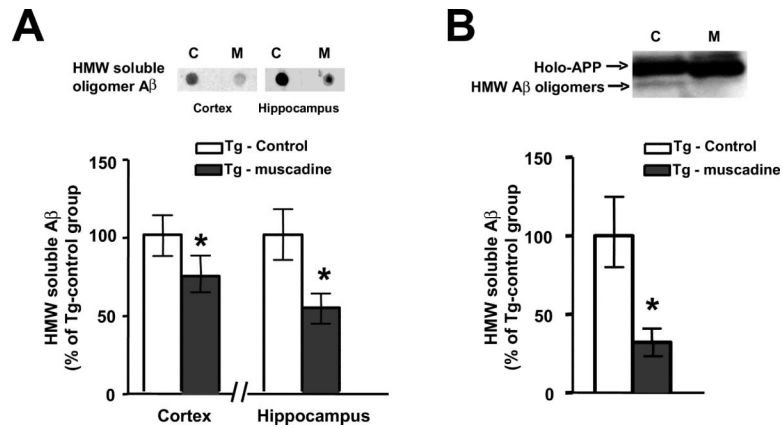 A
C M C M
HMW soluble
oligomer Aβ
Cortex Hippocampus
Tg - Control
Tg - muscadine
HMW soluble Aβ
(% of Tg-control group
150
100
50
0
*
*
Cortex // Hippocampus
B
C M
Holo-APP →
HMW Aβ oligomers →
Tg - Control
Tg - muscadine
HMW soluble Aβ
(% of Tg-control group
150
100
50
0
*